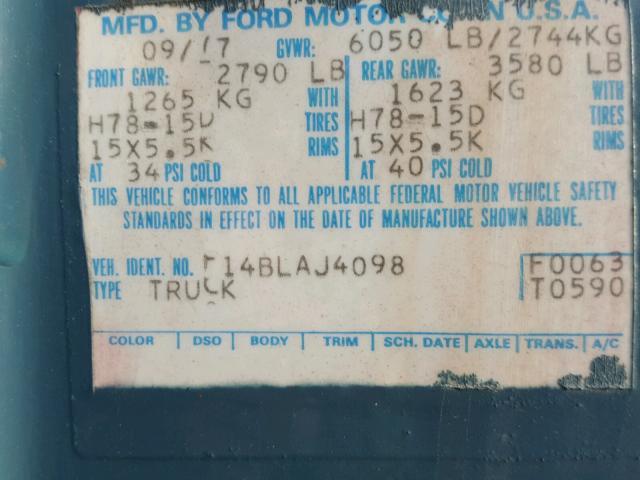 MFD. BY FORD MOTOR CO. IN U.S.A.
09/77 GVWR: 6050 LB/2744KG
FRONT GAWR: 2790 LB REAR GAWR: 3580 LB
1265 KG WITH 1623 KG WITH
H78-15D TIRES H78-15D TIRES
15X5.5K RIMS 15X5.5K RIMS
AT 34 PSI COLD AT 40 PSI COLD
THIS VEHICLE CONFORMS TO ALL APPLICABLE FEDERAL MOTOR VEHICLE SAFETY
STANDARDS IN EFFECT ON THE DATE OF MANUFACTURE SHOWN ABOVE.
VEH. IDENT. NO. F14BLAJ4098 F0063
TYPE TRUCK T0590
COLOR DSO BODY TRIM SCH. DATE AXLE TRANS. A/C